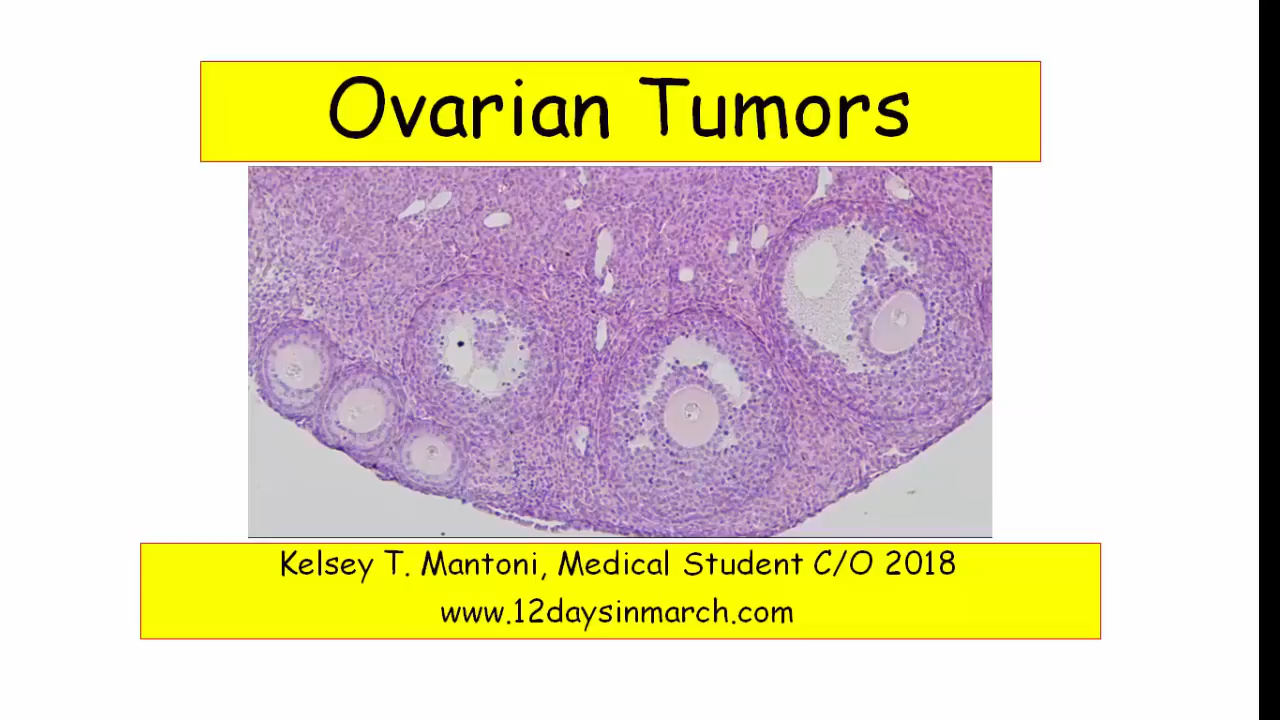 Ovarian Tumors
Kelsey T. Mantoni, Medical Student C/O 2018
www.12daysinmarch.com